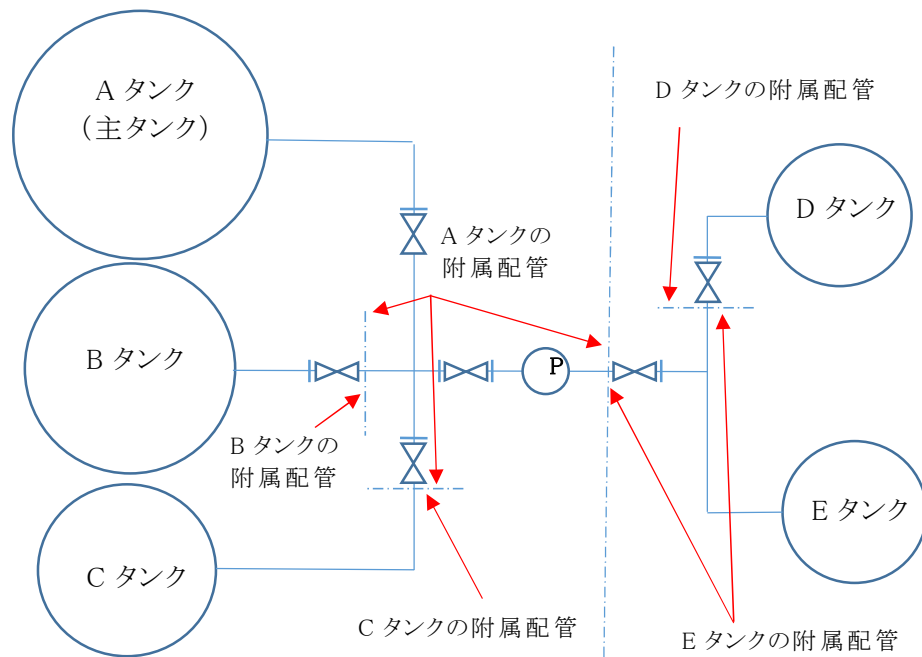 A タンク
(主タンク)
D タンクの附属配管
D タンク
A タンクの
附属配管
B タンク
P
B タンクの
附属配管
E タンク
C タンク
C タンクの附属配管
E タンクの附属配管